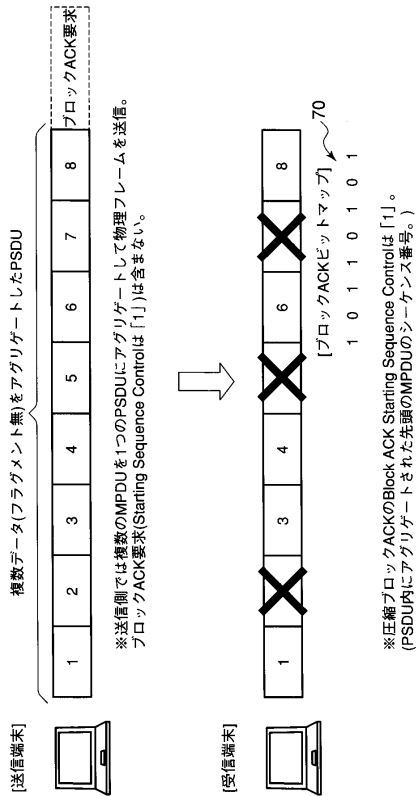 [送信端末]
複数データ(フラグメント無)をアグリゲートしたPSDU
1 2 3 4 5 6 7 8 ブロックACK要求
※送信側では複数のMPDUを1つのPSDUにアグリゲートして物理フレームを送信。
ブロックACK要求(Starting Sequence Controlは「1」)は含まない。
[受信端末]
1 3 4 6 8
[ブロックACKビットマップ]
70
1 0 1 1 0 1 0 1
※圧縮ブロックACKのBlock ACK Starting Sequence Controlは「1」。
(PSDU内にアグリゲートされた先頭のMPDUのシーケンス番号。)